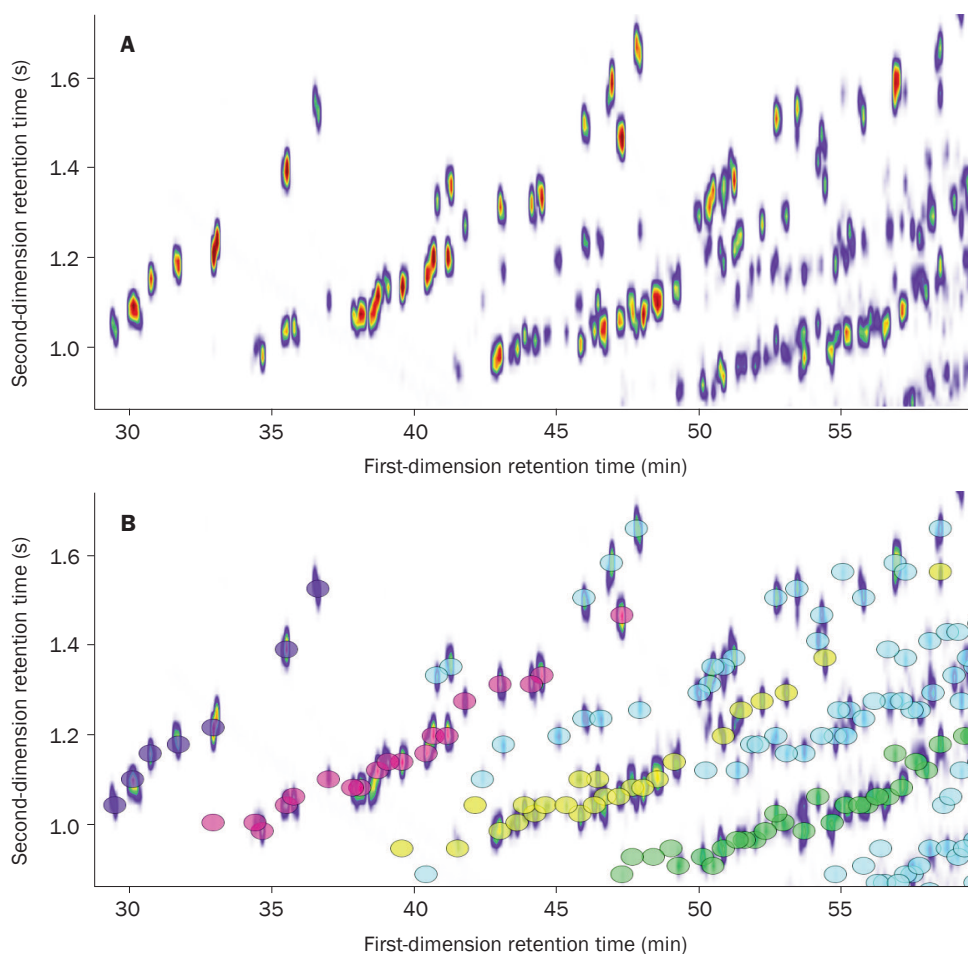 A
Second-dimension retention time (s)
1.6
1.4
1.2
1.0
30 35 40 45 50 55
First-dimension retention time (min)
B
Second-dimension retention time (s)
1.6
1.4
1.2
1.0
30 35 40 45 50 55
First-dimension retention time (min)